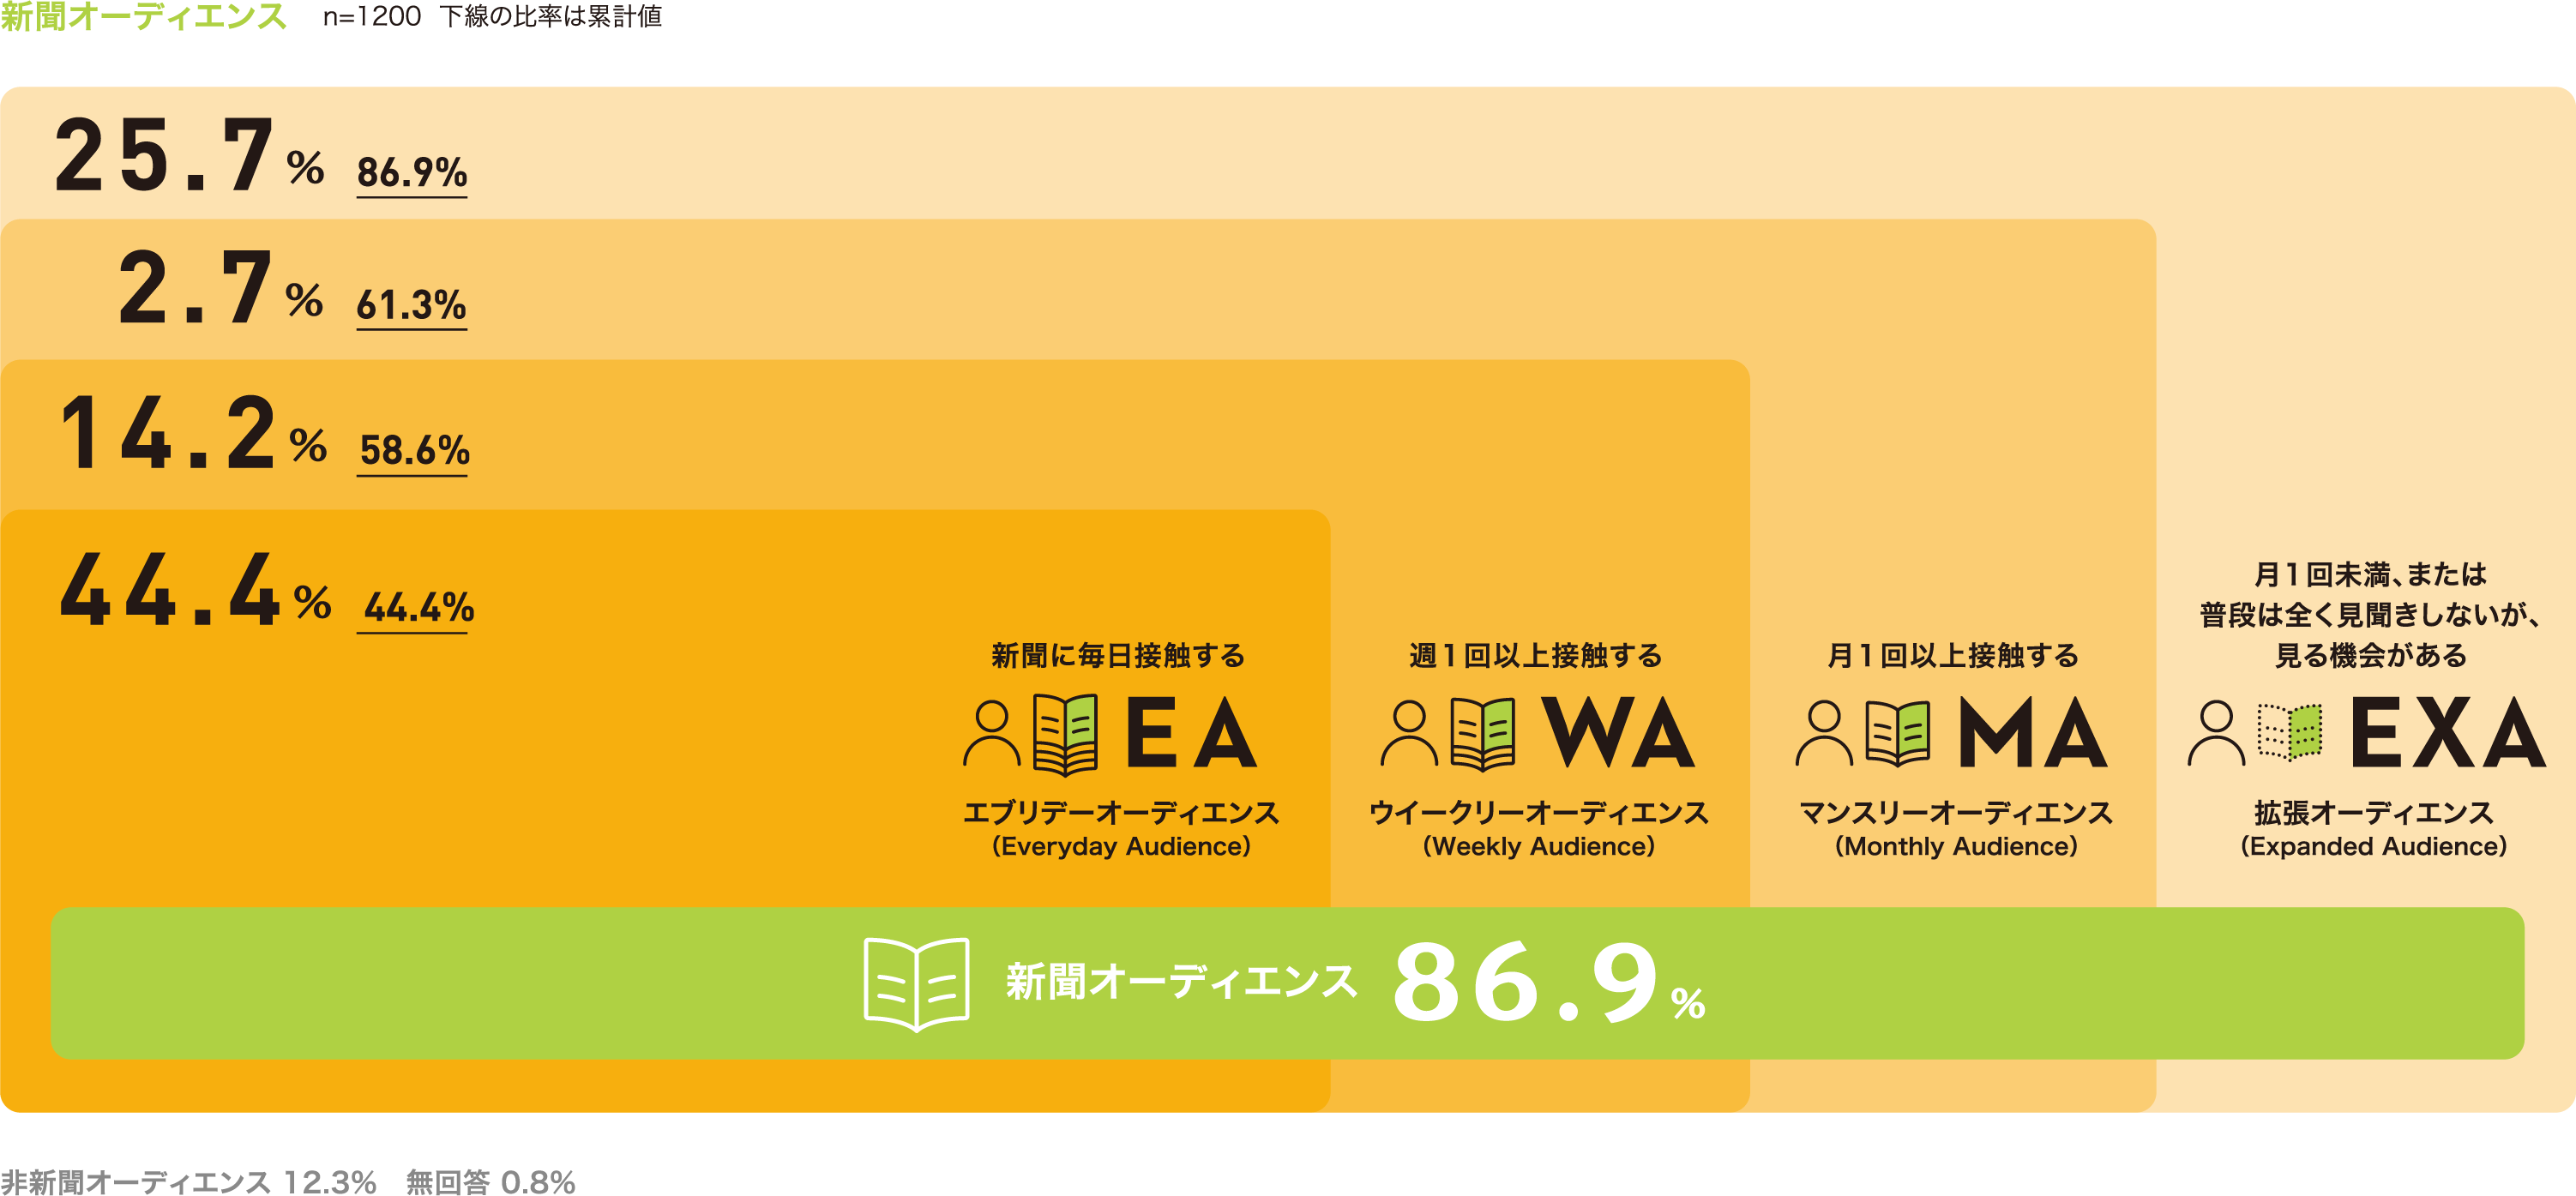 新聞オーディエンス n=1200 下線の比率は累計値
25.7% 86.9%
2.7% 61.3%
14.2% 58.6%
44.4% 44.4%
新聞に毎日接触する
EA
エブリデーオーディエンス
(Everyday Audience)
週1回以上接触する
WA
ウイークリーオーディエンス
(Weekly Audience)
月1回以上接触する
MA
マンスリーオーディエンス
(Monthly Audience)
月1回未満、または
普段は全く見聞きしないが、
見る機会がある
EXA
拡張オーディエンス
(Expanded Audience)
新聞オーディエンス 86.9%
非新聞オーディエンス 12.3% 無回答 0.8%